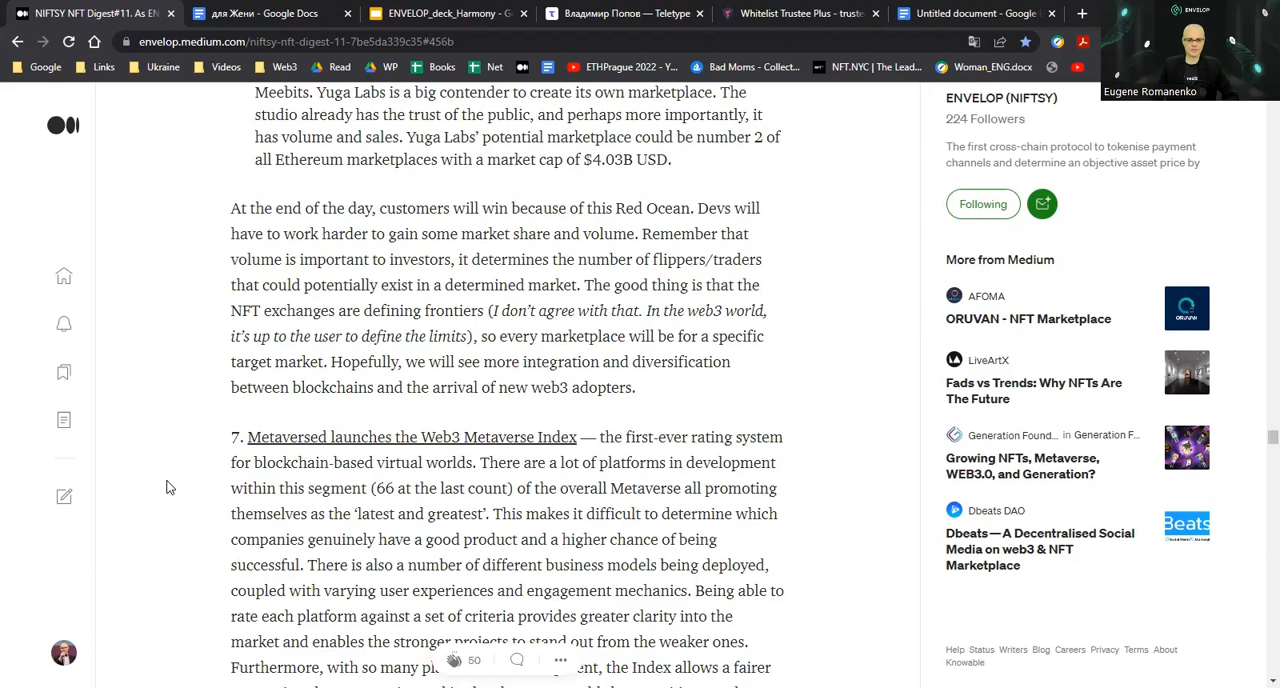 NIFTSY NFT Digest#11. As EN
для Жени - Google Docs
ENVELOP_deck_Harmony - G
Владимир Попов — Teletype
Whitelist Trustee Plus - truste
Untitled document - Google
envelop.medium.com/niftsy-nft-digest-11-7be5da339c35#456b
Google
Links
Ukraine
Videos
Web3
Read
WP
Books
Net
ETHPrague 2022 - Y...
Bad Moms - Collect...
NFT.NYC | The Lead...
Woman_ENG.docx
ENVELOP
Eugene Romanenko
Meebits. Yuga Labs is a big contender to create its own marketplace. The
studio already has the trust of the public, and perhaps more importantly, it
has volume and sales. Yuga Labs’ potential marketplace could be number 2 of
all Ethereum marketplaces with a market cap of $4.03B USD.
At the end of the day, customers will win because of this Red Ocean. Devs will
have to work harder to gain some market share and volume. Remember that
volume is important to investors, it determines the number of flippers/traders
that could potentially exist in a determined market. The good thing is that the
NFT exchanges are defining frontiers (I don’t agree with that. In the web3 world,
it’s up to the user to define the limits), so every marketplace will be for a specific
target market. Hopefully, we will see more integration and diversification
between blockchains and the arrival of new web3 adopters.
7. Metaversed launches the Web3 Metaverse Index — the first-ever rating system
for blockchain-based virtual worlds. There are a lot of platforms in development
within this segment (66 at the last count) of the overall Metaverse all promoting
themselves as the ‘latest and greatest’. This makes it difficult to determine which
companies genuinely have a good product and a higher chance of being
successful. There is also a number of different business models being deployed,
coupled with varying user experiences and engagement mechanics. Being able to
rate each platform against a set of criteria provides greater clarity into the
market and enables the stronger projects to stand out from the weaker ones.
Furthermore, with so many pl ent, the Index allows a fairer
50
ENVELOP (NIFTSY)
224 Followers
The first cross-chain protocol to tokenise payment
channels and determine an objective asset price by
Following
More from Medium
AFOMA
ORUVAN - NFT Marketplace
ORUVAN
LiveArtX
Fads vs Trends: Why NFTs Are
The Future
Generation Found... in Generation F...
Growing NFTs, Metaverse,
WEB3.0, and Generation?
Dbeats DAO
Dbeats — A Decentralised Social
Media on web3 & NFT
Marketplace
Beats
Help Status Writers Blog Careers Privacy Terms About
Knowable